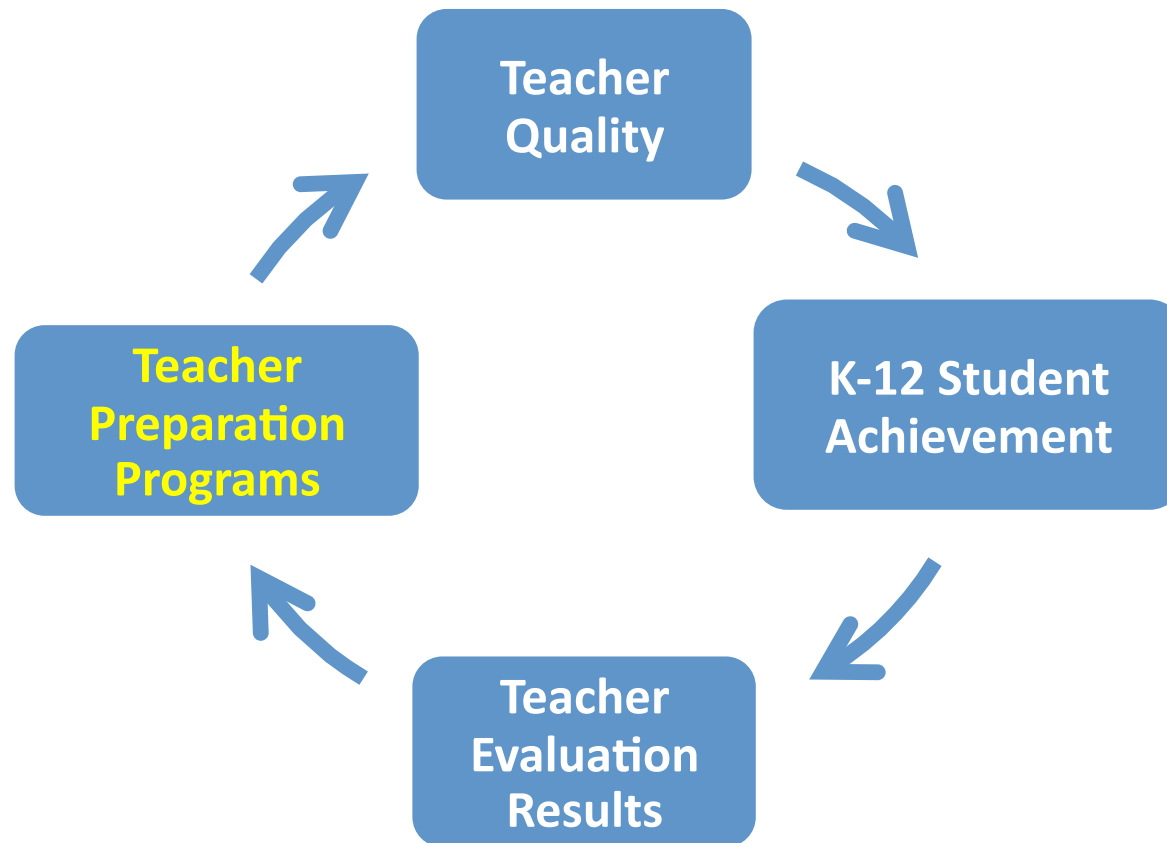 Teacher
Quality
K-12 Student
Achievement
Teacher
Evaluation
Results
Teacher
Preparation
Programs